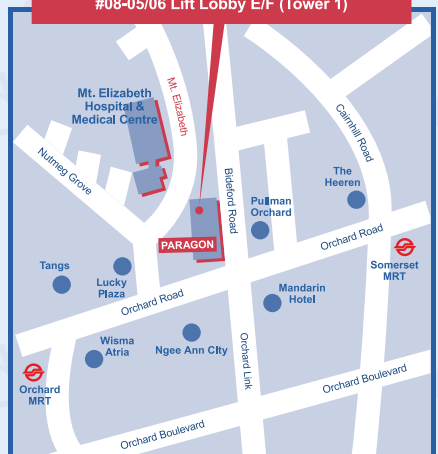 #08-05/06 Lift Lobby E/F (Tower 1)
Mt. Elizabeth
Hospital &
Medical Centre
Mt. Elizabeth
Cairnhill Road
Nutmeg Grove
Bideford Road
The
Heeren
Pullman
Orchard
PARAGON
Orchard Road
Somerset
MRT
Tangs
Lucky
Plaza
Orchard Road
Mandarin
Hotel
Wisma
Atria
Ngee Ann CIty
Orchard Link
Orchard
MRT
Orchard Boulevard
Orchard Boulevard